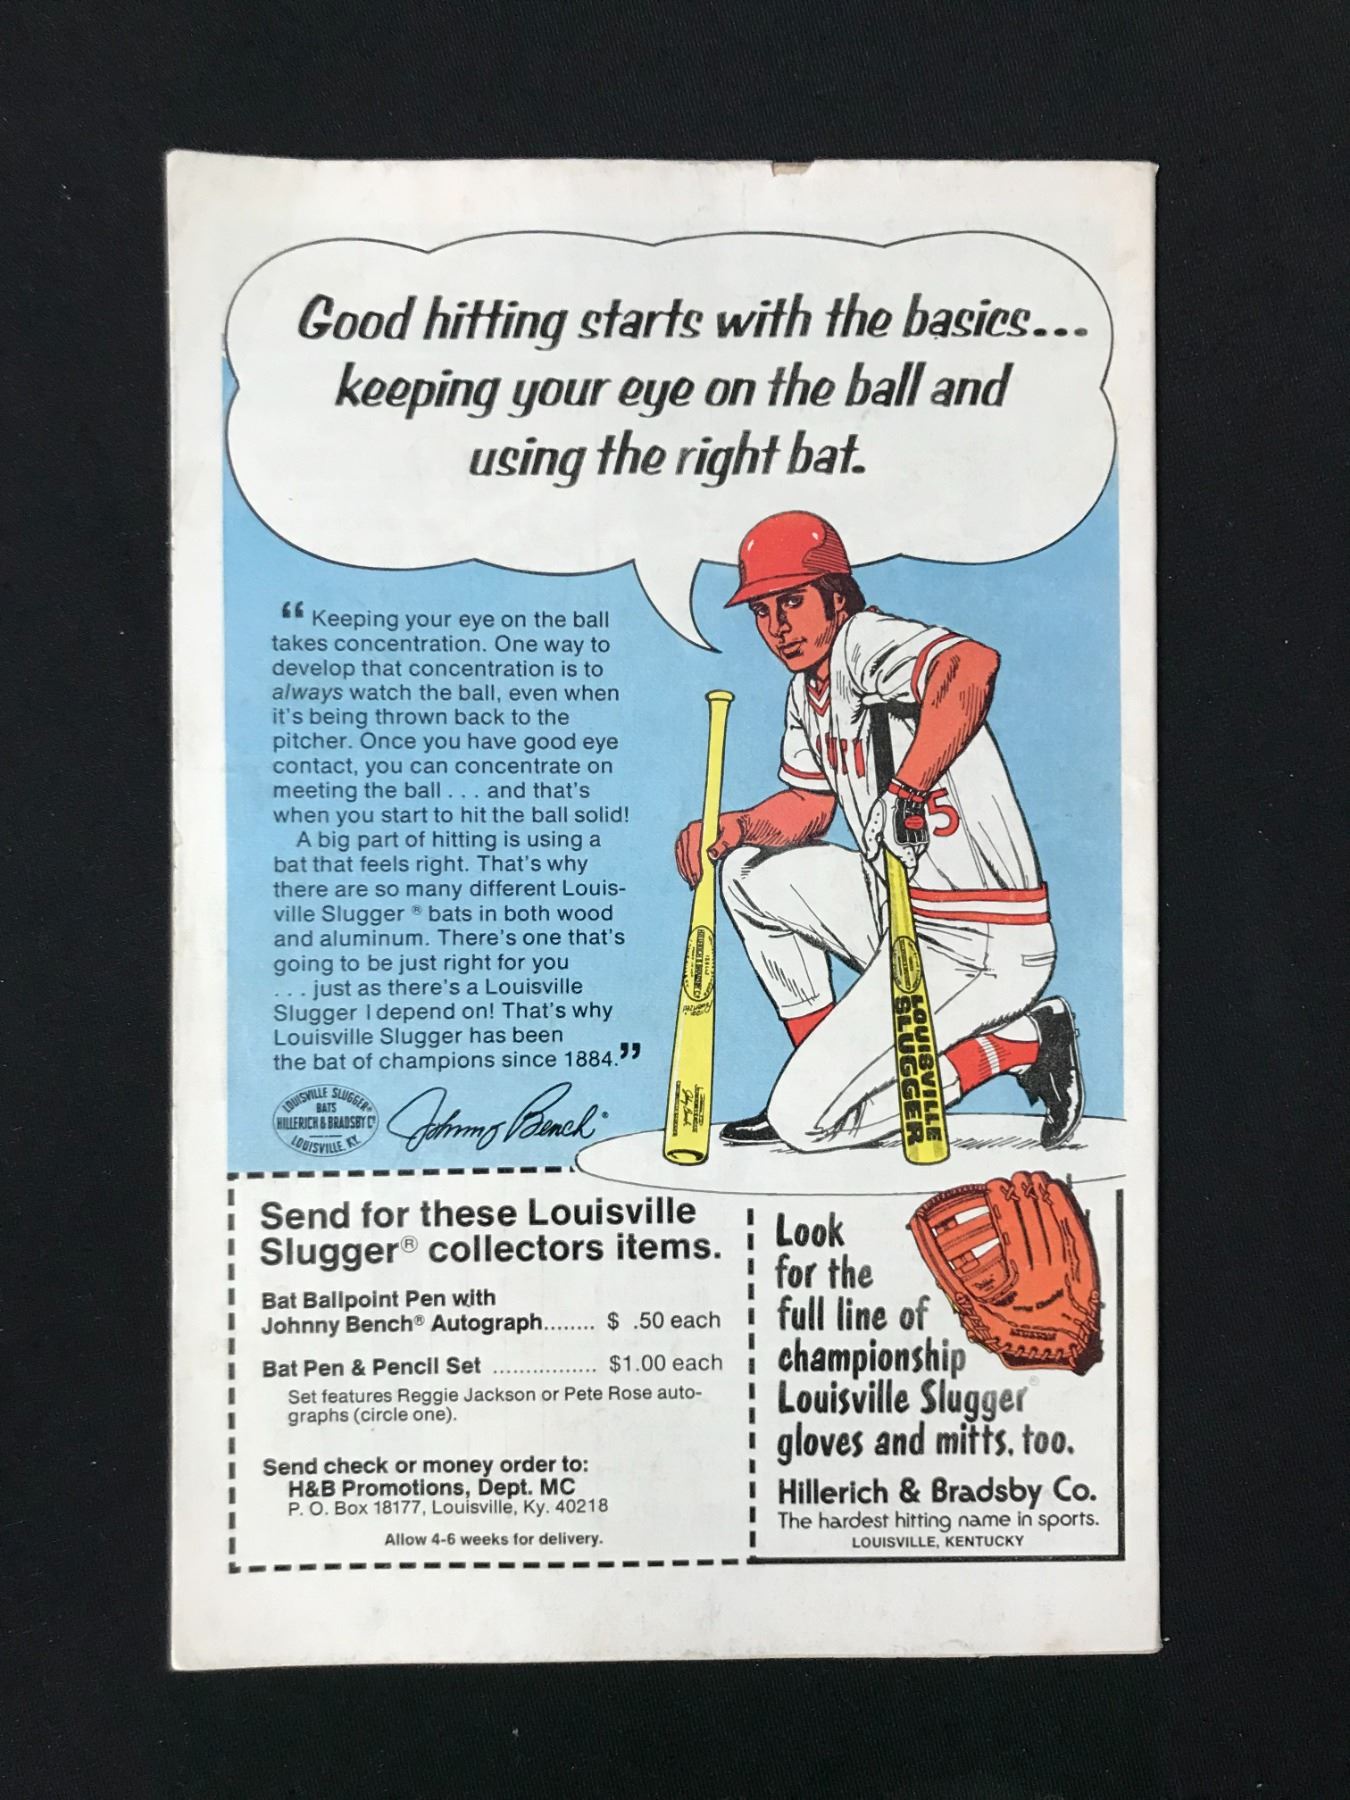 Good hitting starts with the basics...
keeping your eye on the ball and
using the right bat.
“ Keeping your eye on the ball
takes concentration. One way to
develop that concentration is to
always watch the ball, even when
it's being thrown back to the
pitcher. Once you have good eye
contact, you can concentrate on
meeting the ball . . . and that's
when you start to hit the ball solid!
A big part of hitting is using a
bat that feels right. That's why
there are so many different Louis-
ville Slugger ® bats in both wood
and aluminum. There's one that's
going to be just right for you
. . . just as there's a Louisville
Slugger I depend on! That's why
Louisville Slugger has been
the bat of champions since 1884.”
LOUISVILLE SLUGGER
BATS
HILLERICH & BRADSBY Co
LOUISVILLE. KY.
Johnny Bench
5
LOUISVILLE
SLUGGER
Send for these Louisville
Slugger® collectors items.
Bat Ballpoint Pen with
Johnny Bench® Autograph........ $ .50 each
Bat Pen & Pencil Set ................ $1.00 each
Set features Reggie Jackson or Pete Rose auto-
graphs (circle one).
Send check or money order to:
H&B Promotions, Dept. MC
P. O. Box 18177, Louisville, Ky. 40218
Allow 4-6 weeks for delivery.
Look
for the
full line of
championship
Louisville Slugger®
gloves and mitts, too.
Hillerich & Bradsby Co.
The hardest hitting name in sports.
LOUISVILLE, KENTUCKY